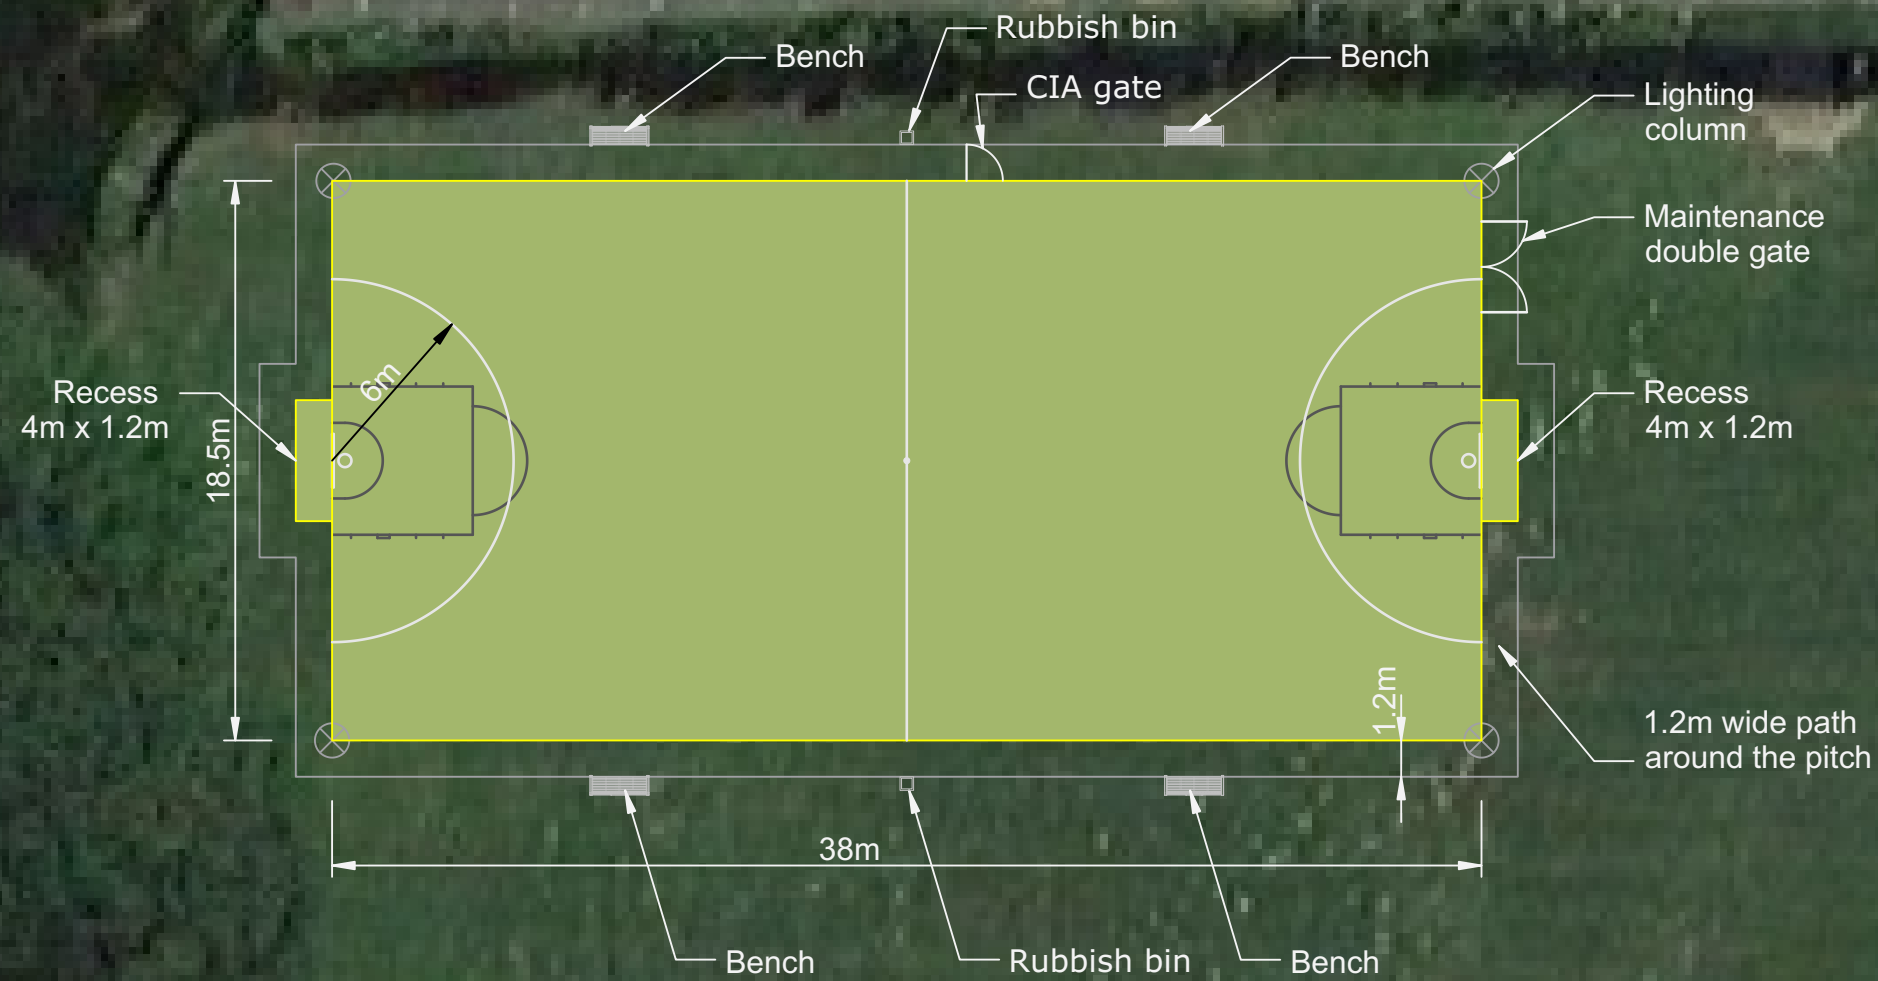 Rubbish bin
Bench
Bench
CIA gate
Lighting
column
Maintenance
double gate
6m
Recess
4m x 1.2m
Recess
4m x 1.2m
18.5m
1.2m
1.2m wide path
around the pitch
38m
Bench
Rubbish bin
Bench